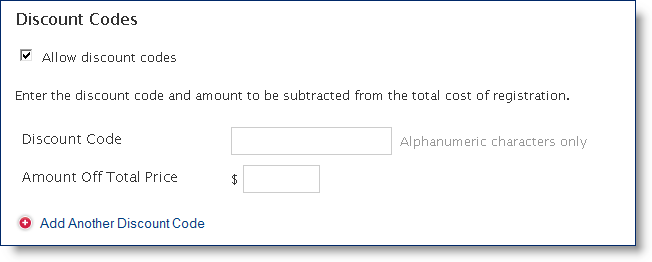 Discount Codes
Allow discount codes
Enter the discount code and amount to be subtracted from the total cost of registration.
Discount Code Alphanumeric characters only
Amount Off Total Price $
Add Another Discount Code